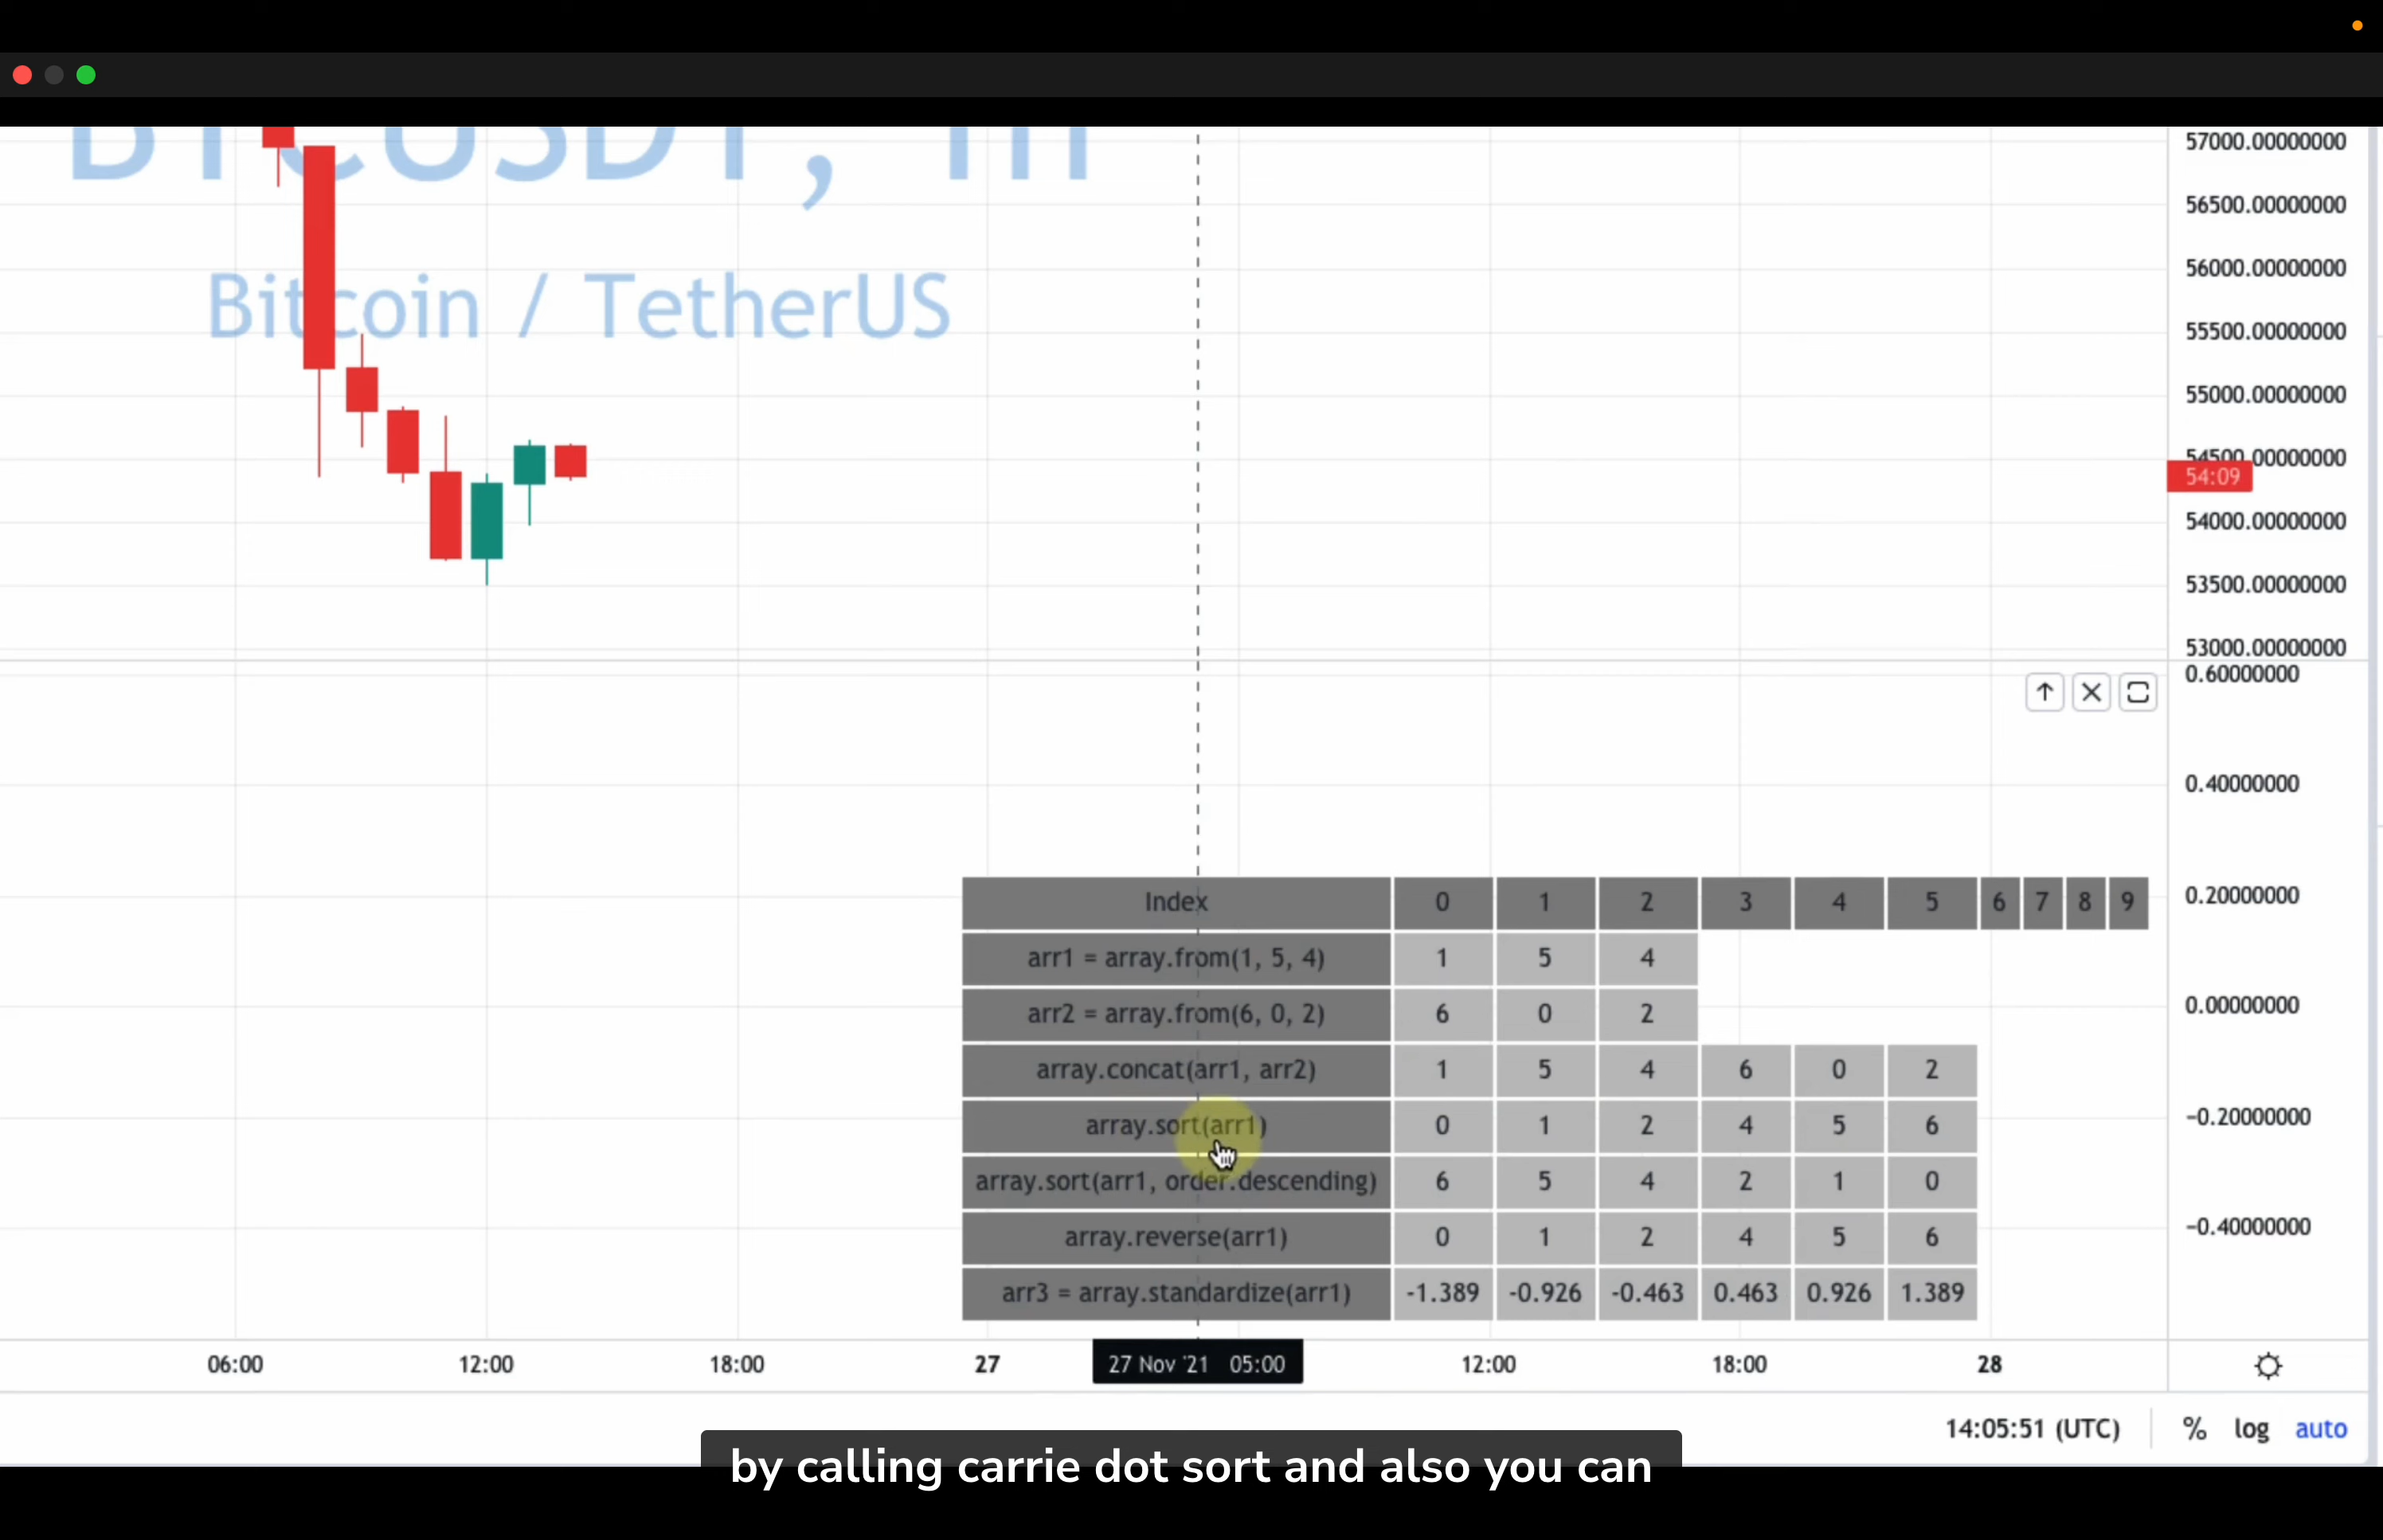 BTCUSDT, 1h
Bitcoin / TetherUS
57000.00000000
56500.00000000
56000.00000000
55500.00000000
55000.00000000
54500.00000000
54:09
54000.00000000
53500.00000000
53000.00000000
0.60000000
0.40000000
0.20000000
0.00000000
−0.20000000
−0.40000000
Index 0 1 2 3 4 5 6 7 8 9
arr1 = array.from(1, 5, 4) 1 5 4
arr2 = array.from(6, 0, 2) 6 0 2
array.concat(arr1, arr2) 1 5 4 6 0 2
array.sort(arr1) 0 1 2 4 5 6
array.sort(arr1, order.descending) 6 5 4 2 1 0
array.reverse(arr1) 0 1 2 4 5 6
arr3 = array.standardize(arr1) -1.389 -0.926 -0.463 0.463 0.926 1.389
06:00 12:00 18:00 27 27 Nov '21 05:00 12:00 18:00 28
14:05:51 (UTC) % log auto
by calling carrie dot sort and also you can